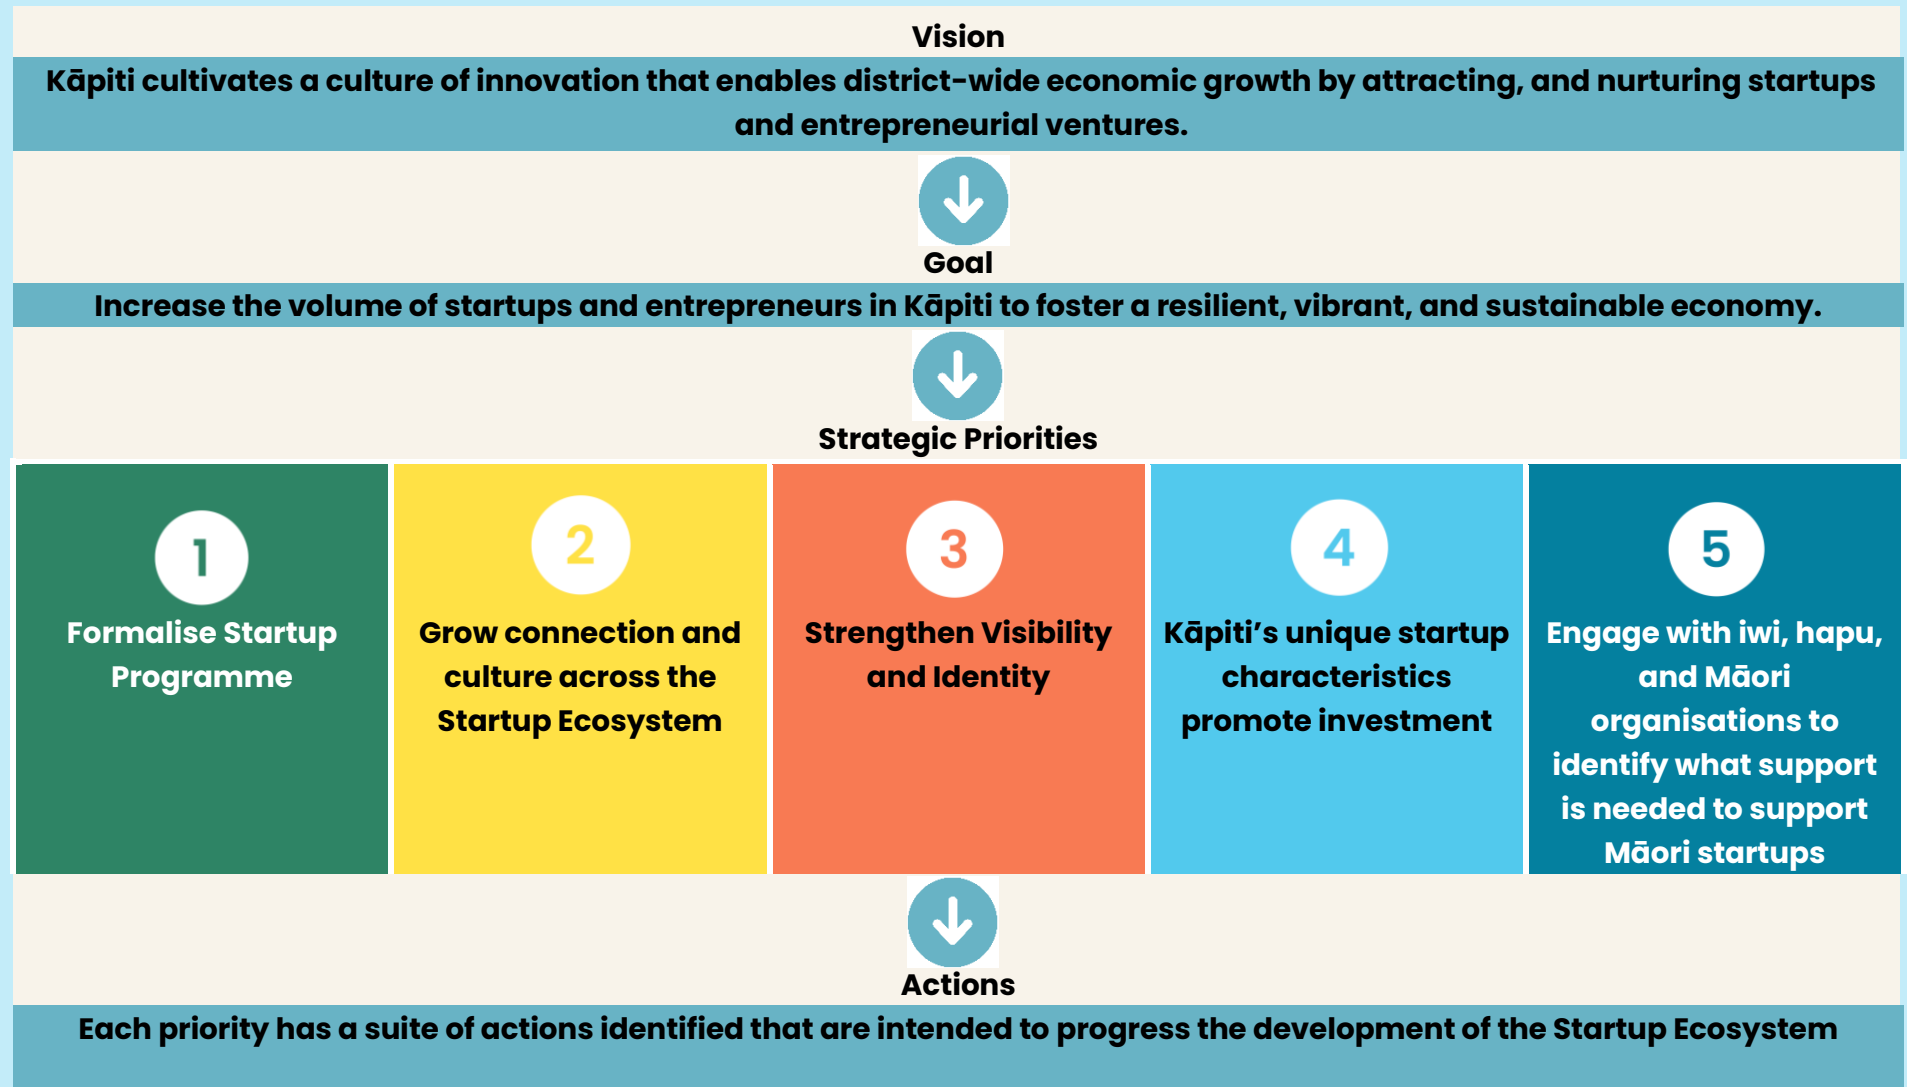 Vision
Kāpiti cultivates a culture of innovation that enables district-wide economic growth by attracting, and nurturing startups
and entrepreneurial ventures.
Goal
Increase the volume of startups and entrepreneurs in Kāpiti to foster a resilient, vibrant, and sustainable economy.
Strategic Priorities
1
Formalise Startup
Programme
2
Grow connection and
culture across the
Startup Ecosystem
3
Strengthen Visibility
and Identity
4
Kāpiti’s unique startup
characteristics
promote investment
5
Engage with iwi, hapu,
and Māori
organisations to
identify what support
is needed to support
Māori startups
Actions
Each priority has a suite of actions identified that are intended to progress the development of the Startup Ecosystem